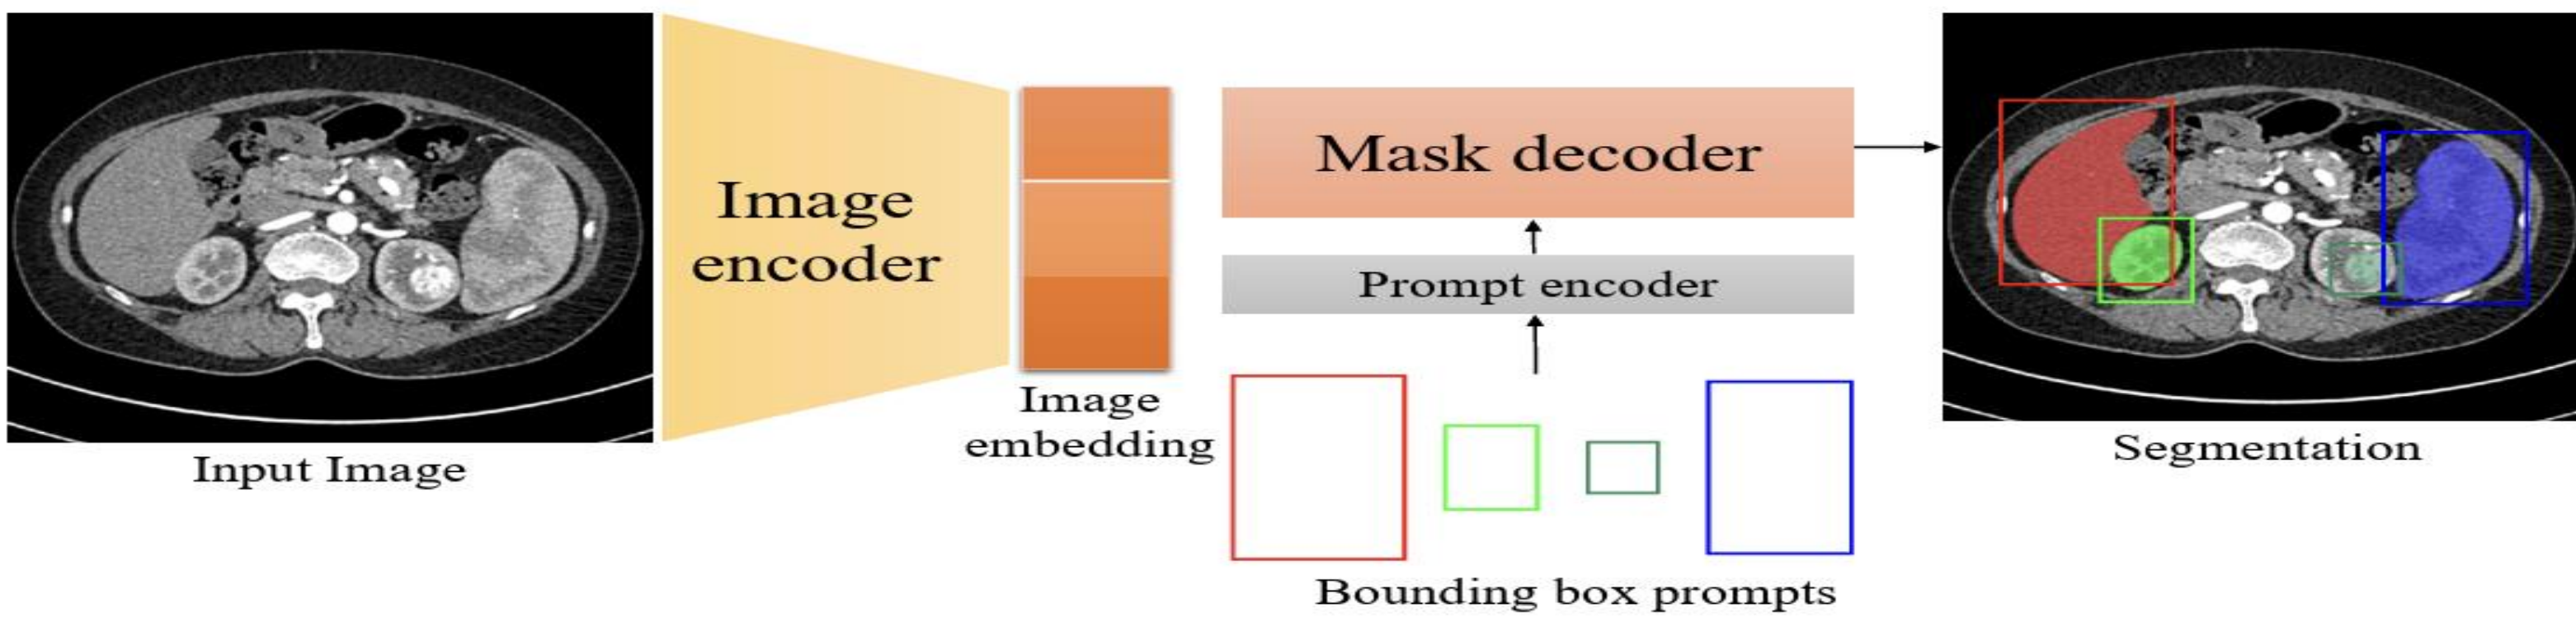 Input Image
Image
encoder
Image
embedding
Mask decoder
Prompt encoder
Bounding box prompts
Segmentation